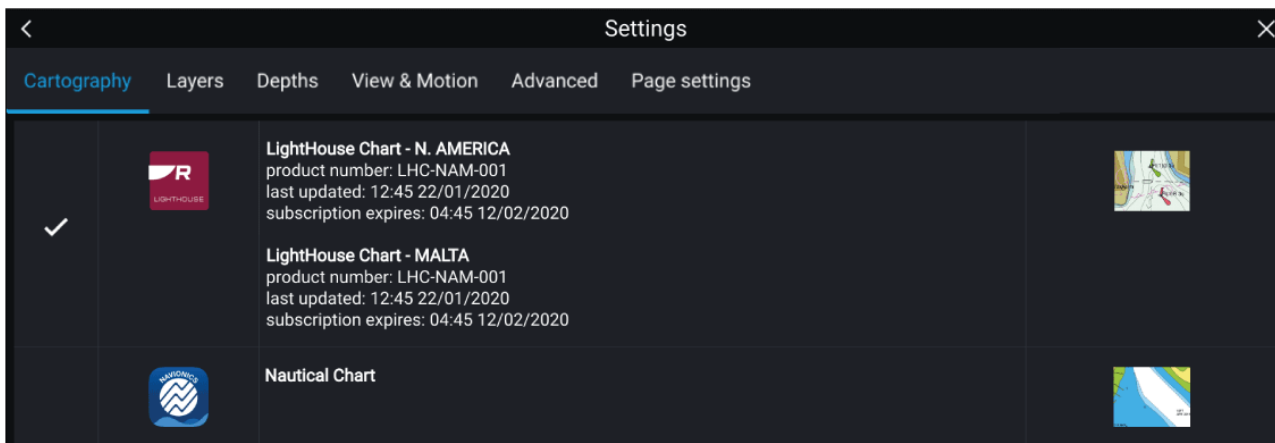 Settings
Cartography Layers Depths View & Motion Advanced Page settings
LightHouse Chart - N. AMERICA
product number: LHC-NAM-001
last updated: 12:45 22/01/2020
subscription expires: 04:45 12/02/2020
R
LIGHTHOUSE
LightHouse Chart - MALTA
product number: LHC-NAM-001
last updated: 12:45 22/01/2020
subscription expires: 04:45 12/02/2020
NAVIONICS
Nautical Chart